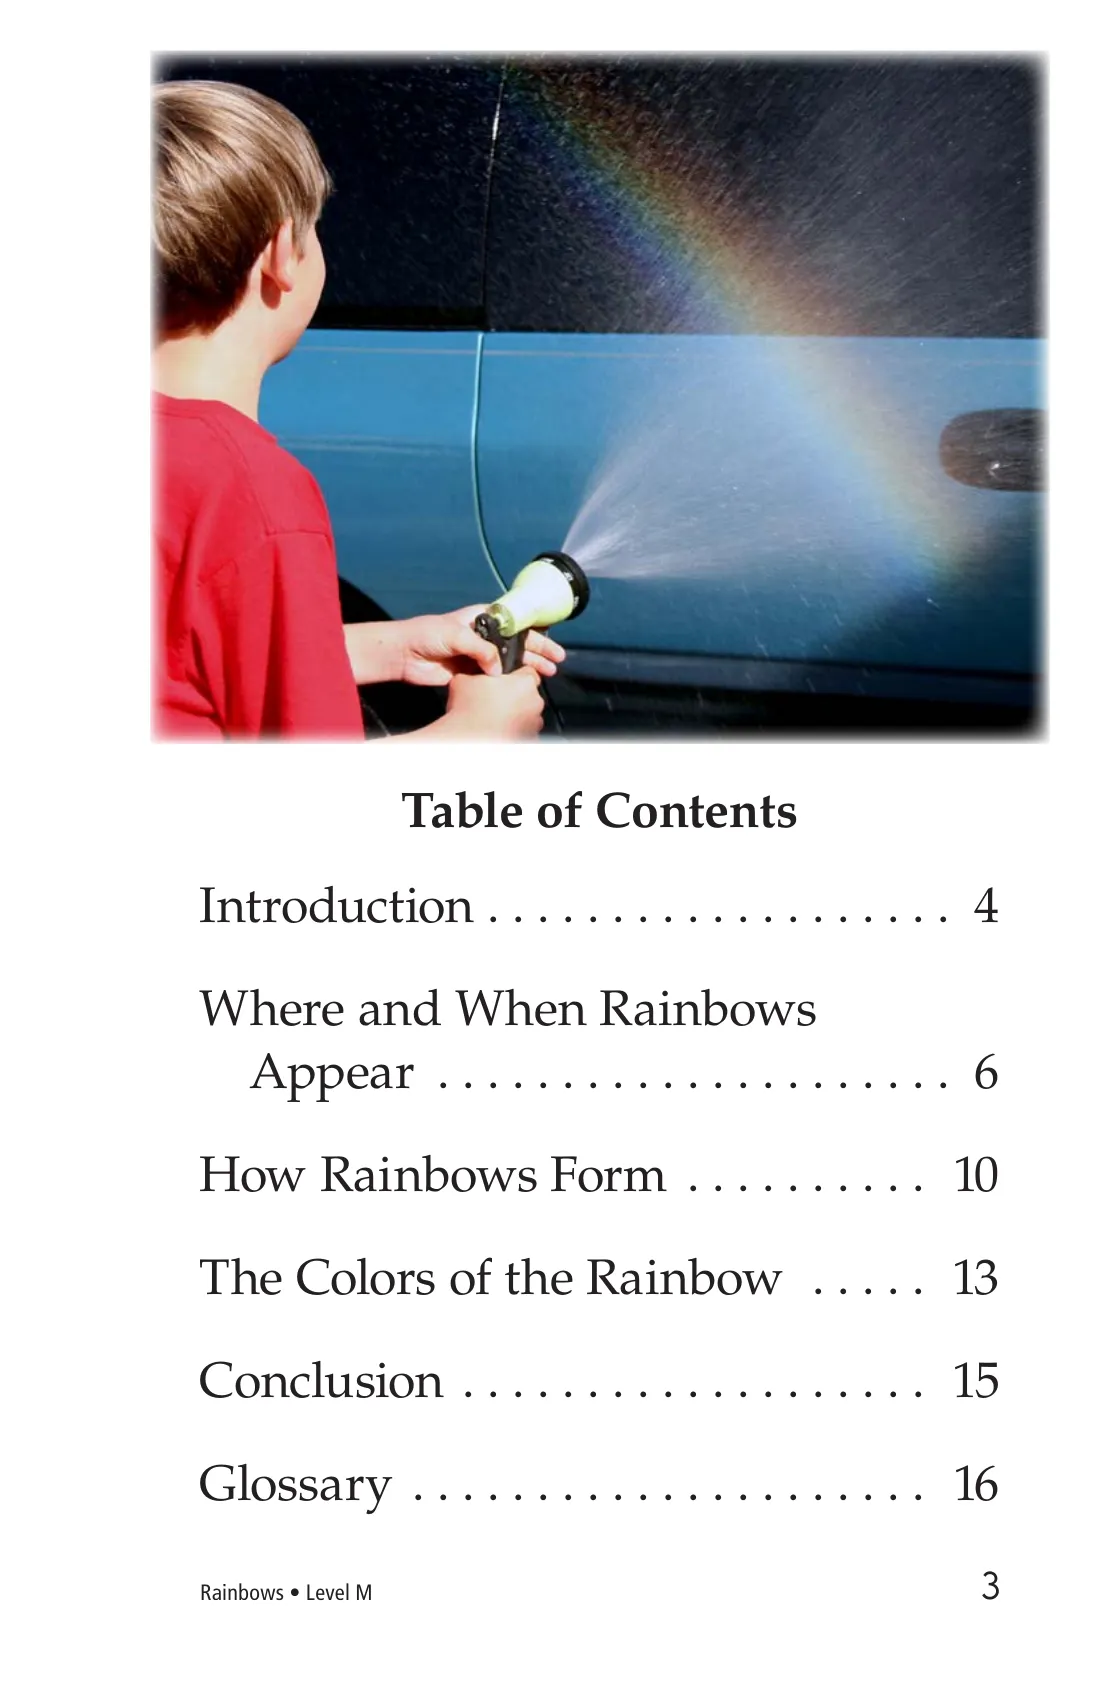 Table of Contents
Introduction . . . . . . . . . . . . . . . . . . . 4
Where and When Rainbows
Appear . . . . . . . . . . . . . . . . . . . . . 6
How Rainbows Form . . . . . . . . . . 10
The Colors of the Rainbow . . . . . 13
Conclusion . . . . . . . . . . . . . . . . . . . 15
Glossary . . . . . . . . . . . . . . . . . . . . . 16
Rainbows • Level M 3